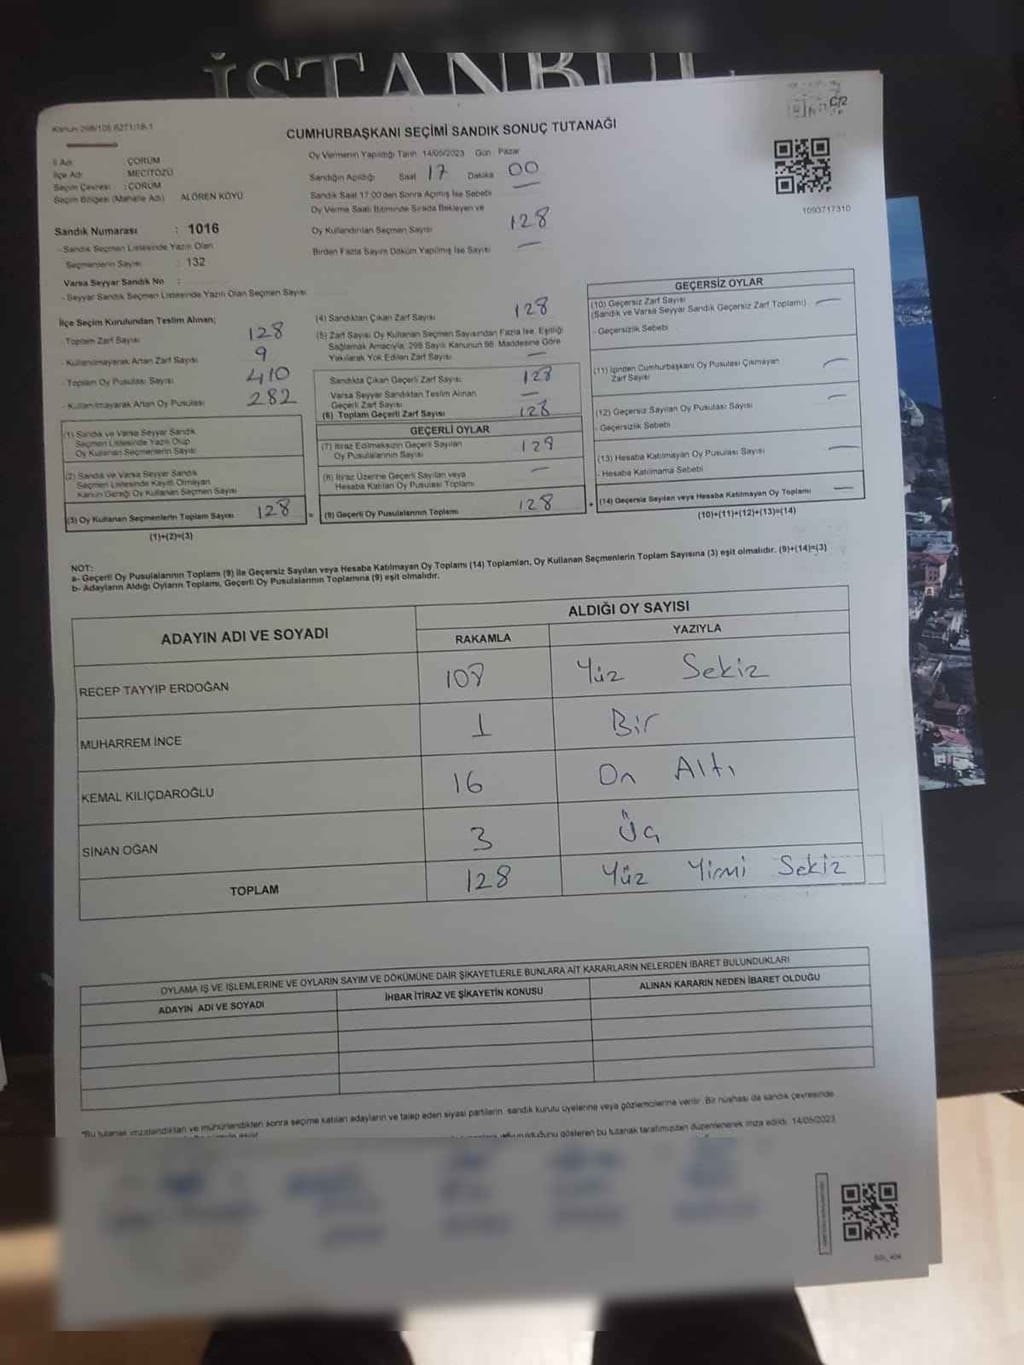 İSTANBUL
Kanun 298/105 6271/18-1
C/2
CUMHURBAŞKANI SEÇİMİ SANDIK SONUÇ TUTANAĞI
İl Adı : ÇORUM
İlçe Adı : MECİTÖZÜ
Seçim Çevresi : ÇORUM
Seçim Bölgesi (Mahalle Adı) ALÖREN KÖYÜ
Sandık Numarası : 1016
- Sandık Seçmen Listesinde Yazılı Olan
Seçmenlerin Sayısı : 132
Varsa Seyyar Sandık No :
- Seyyar Sandık Seçmen Listesinde Yazılı Olan Seçmen Sayısı
Oy Vermenin Yapıldığı Tarih 14/05/2023 Gün Pazar
Sandığın Açıldığı Saat 17 Dakika 00
Sandık Saat 17.00'den Sonra Açılmış İse Sebebi —
Oy Verme Saati Bitiminde Sırada Bekleyen ve
Oy Kullandırılan Seçmen Sayısı 128
Birden Fazla Sayım Döküm Yapılmış İse Sayısı —
1093717310
İlçe Seçim Kurulundan Teslim Alınan;
- Toplam Zarf Sayısı 128
- Kullanılmayarak Artan Zarf Sayısı 9
- Toplam Oy Pusulası Sayısı 410
- Kullanılmayarak Artan Oy Pusulası 282
(1) Sandık ve Varsa Seyyar Sandık
Seçmen Listesinde Yazılı Olup
Oy Kullanan Seçmenlerin Sayısı
(2) Sandık ve Varsa Seyyar Sandık
Seçmen Listesinde Kayıtlı Olmayan
Kanun Gereği Oy Kullanan Seçmen Sayısı
(3) Oy Kullanan Seçmenlerin Toplam Sayısı 128
(1)+(2)=(3)
(4) Sandıktan Çıkan Zarf Sayısı 128
(5) Zarf Sayısı Oy Kullanan Seçmen Sayısından Fazla İse, Eşitliği
Sağlamak Amacıyla, 298 Sayılı Kanunun 98. Maddesine Göre
Yakılarak Yok Edilen Zarf Sayısı —
Sandıkta Çıkan Geçerli Zarf Sayısı 128
Varsa Seyyar Sandıktan Teslim Alınan
Geçerli Zarf Sayısı —
(6) Toplam Geçerli Zarf Sayısı 128
GEÇERLİ OYLAR
(7) İtiraz Edilmeksizin Geçerli Sayılan
Oy Pusulalarının Sayısı 128
(8) İtiraz Üzerine Geçerli Sayılan veya
Hesaba Katılan Oy Pusulası Toplamı —
= (9) Geçerli Oy Pusulalarının Toplamı 128
GEÇERSİZ OYLAR
(10) Geçersiz Zarf Sayısı —
(Sandık ve Varsa Seyyar Sandık Geçersiz Zarf Toplamı)
- Geçersizlik Sebebi
(11) İçinden Cumhurbaşkanı Oy Pusulası Çıkmayan —
Zarf Sayısı
(12) Geçersiz Sayılan Oy Pusulası Sayısı —
- Geçersizlik Sebebi
(13) Hesaba Katılmayan Oy Pusulası Sayısı —
- Hesaba Katılmama Sebebi
+ (14) Geçersiz Sayılan veya Hesaba Katılmayan Oy Toplamı —
(10)+(11)+(12)+(13)=(14)
NOT:
a- Geçerli Oy Pusulalarının Toplamı (9) ile Geçersiz Sayılan veya Hesaba Katılmayan Oy Toplamı (14) Toplamları, Oy Kullanan Seçmenlerin Toplam Sayısına (3) eşit olmalıdır. (9)+(14)=(3)
b- Adayların Aldığı Oyların Toplamı, Geçerli Oy Pusulalarının Toplamına (9) eşit olmalıdır.
ADAYIN ADI VE SOYADI
ALDIĞI OY SAYISI
RAKAMLA YAZIYLA
RECEP TAYYİP ERDOĞAN 108 Yüz Sekiz
MUHARREM İNCE 1 Bir
KEMAL KILIÇDAROĞLU 16 On Altı
SİNAN OĞAN 3 Üç
TOPLAM 128 Yüz Yirmi Sekiz
OYLAMA İŞ VE İŞLEMLERİNE VE OYLARIN SAYIM VE DÖKÜMÜNE DAİR ŞİKAYETLERLE BUNLARA AİT KARARLARIN NELERDEN İBARET BULUNDUKLARI
ADAYIN ADI VE SOYADI İHBAR İTİRAZ VE ŞİKAYETİN KONUSU ALINAN KARARIN NEDEN İBARET OLDUĞU
"Bu tutanak imzalandıktan ve mühürlendikten sonra seçime katılan adayların ve talep eden siyasi partilerin sandık kurulu üyelerine veya gözlemcilerine verilir. Bir nüshası da sandık çevresinde
gösteren bu tutanak tarafımızdan düzenlenerek imza edildi. 14/05/2023